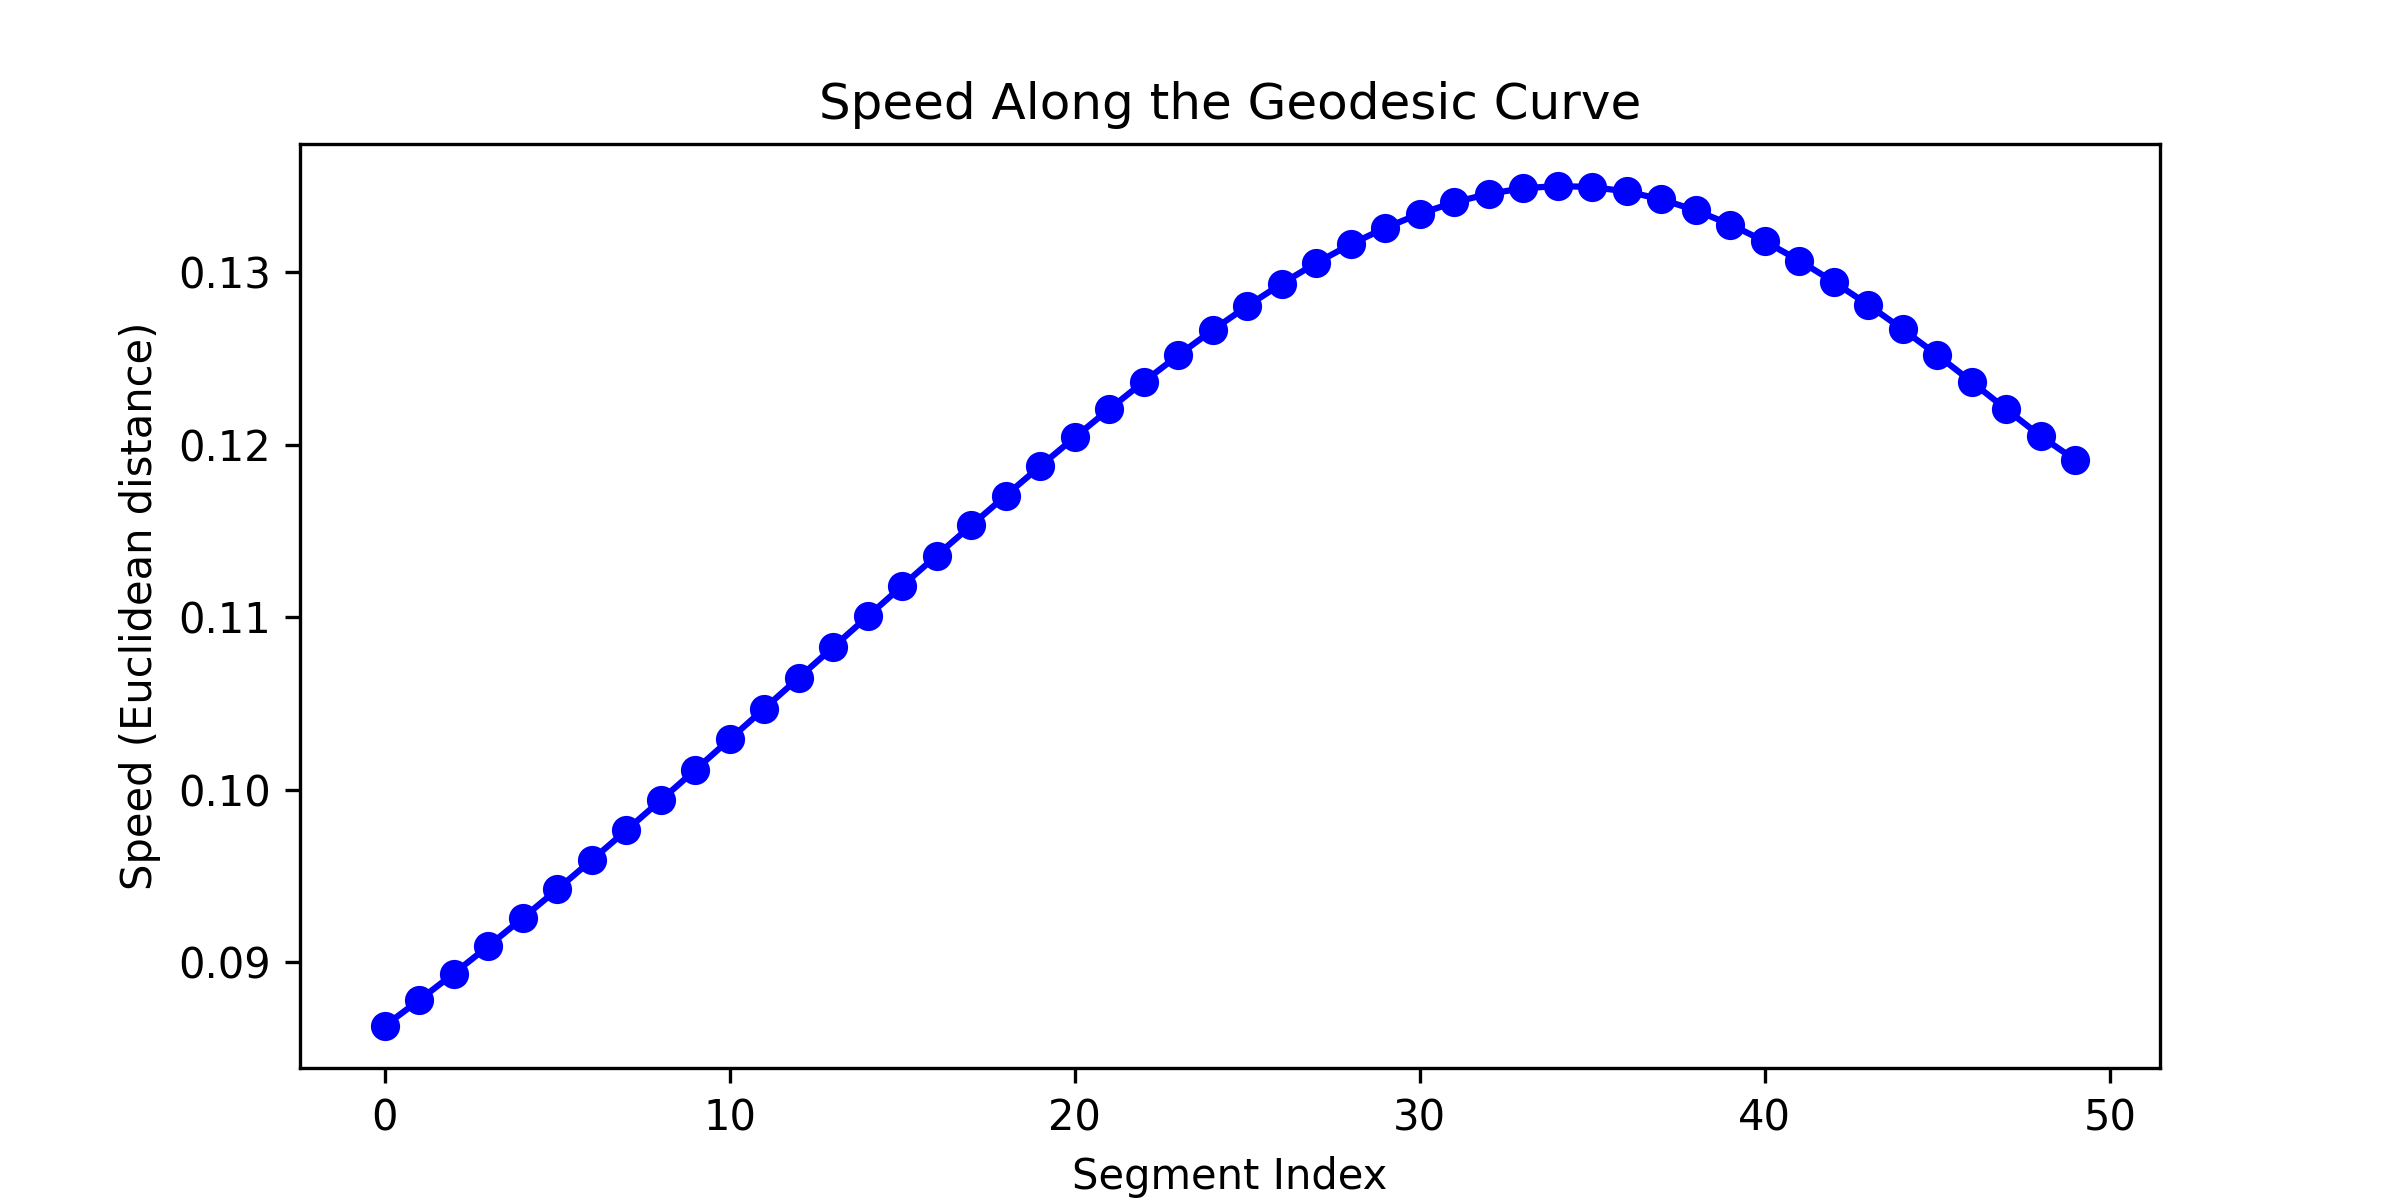 Speed Along the Geodesic Curve
Speed (Euclidean distance)
0.13
0.12
0.11
0.10
0.09
0 10 20 30 40 50
Segment Index